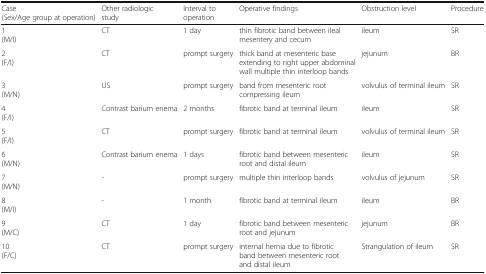 Case Other radiologic Interval to Operative findings Obstruction level Procedure
(Sex/Age group at operation) study operation
1 CT 1 day thin fibrotic band between ileal ileum SR
(M/I) mesentery and cecum
2 CT prompt surgery thick band at mesenteric base jejunum BR
(F/I) extending to right upper abdominal
wall multiple thin interloop bands
3 US prompt surgery band from mesenteric root volvulus of terminal ileum SR
(M/N) compressing ileum
4 Contrast barium enema 2 months fibrotic band at terminal ileum ileum SR
(F/I)
5 CT prompt surgery fibrotic band at terminal ileum volvulus of terminal ileum SR
(F/I)
6 Contrast barium enema 1 days fibrotic band between mesenteric ileum SR
(M/N) root and distal ileum
7 - prompt surgery multiple thin interloop bands volvulus of jejunum SR
(M/N)
8 - 1 month fibrotic band at terminal ileum ileum BR
(M/I)
9 CT 1 day fibrotic band between mesenteric jejunum BR
(M/C) root and jejunum
10 CT prompt surgery internal hernia due to fibrotic Strangulation of ileum SR
(F/C) band between mesenteric root
and distal ileum